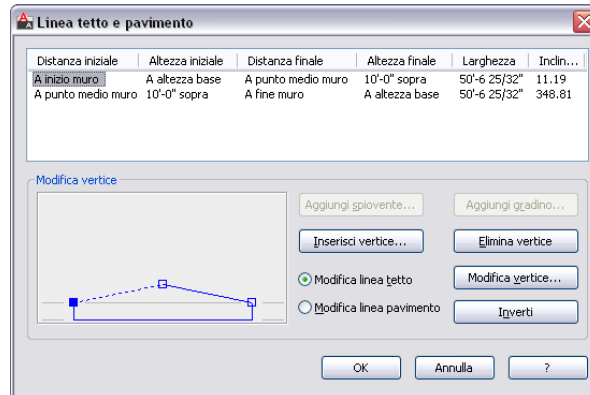 Linea tetto e pavimento
Distanza iniziale Altezza iniziale Distanza finale Altezza finale Larghezza Inclin...
A inizio muro A altezza base A punto medio muro 10'-0" sopra 50'-6 25/32" 11.19
A punto medio muro 10'-0" sopra A fine muro A altezza base 50'-6 25/32" 348.81
Modifica vertice
Aggiungi spiovente... Aggiungi gradino...
Inserisci vertice... Elimina vertice
Modifica linea tetto Modifica vertice...
Modifica linea pavimento Inverti
OK Annulla ?